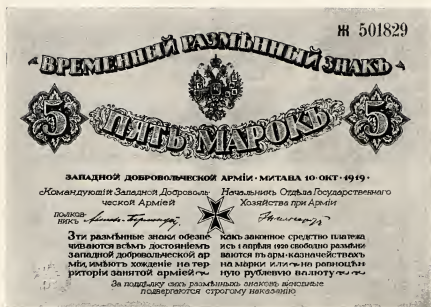 Ж 501829
ВРЕМЕННЫЙ РАЗМѢННЫЙ ЗНАКЪ
5 ПЯТЬ МАРОКЪ 5
ЗАПАДНОЙ ДОБРОВОЛЬЧЕСКОЙ АРМІИ · МИТАВА 10·ОКТ·1919·
Командующій Западной Доброволь-
ческой Арміей
Начальникъ Отдѣла Государственнаго
Хозяйства при Арміи
ПОЛКОВ-
НИКЪ
Эти размѣнные знаки обезпе-
чиваются всѣмъ достояніемъ
западной добровольческой ар
міи, имѣютъ хожденіе на тер
риторіи занятой арміей
какъ законное средство платежа
ись 1 апрѣля 1920 свободно размѣни
ваются въ арм·казначействахъ
на марки или на равноцѣн
ную рублевую валюту
За поддѣлку сихъ размѣнныхъ знаковъ виновные
подвергаются строгому наказанію